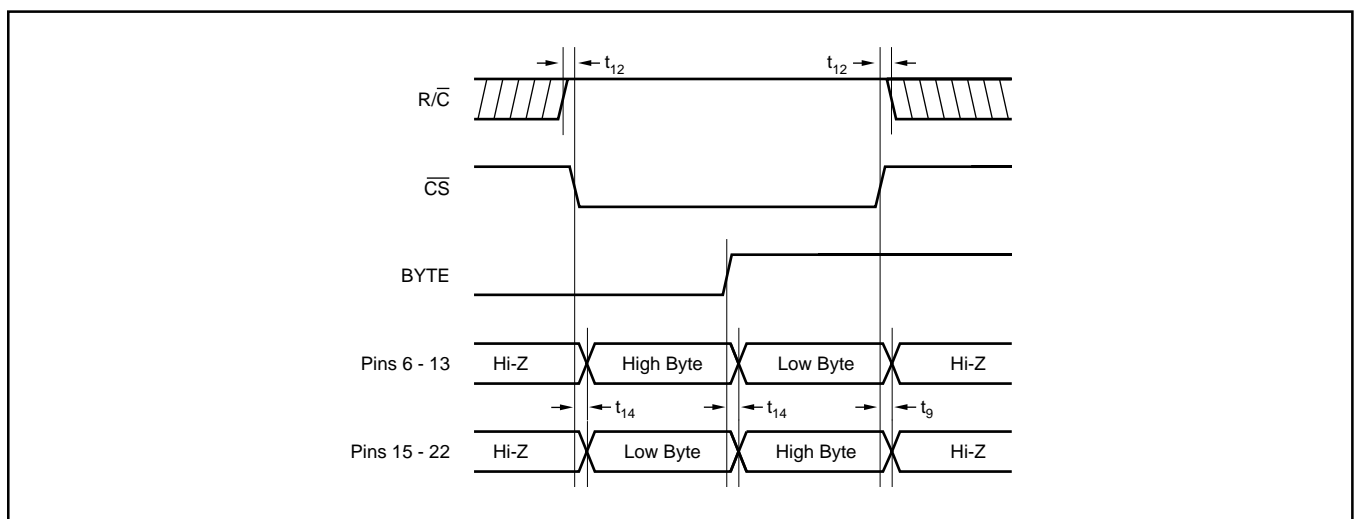 t12 t12
R/C̅
C̅S̅
BYTE
Pins 6 - 13 Hi-Z High Byte Low Byte Hi-Z
t14 t14 t9
Pins 15 - 22 Hi-Z Low Byte High Byte Hi-Z